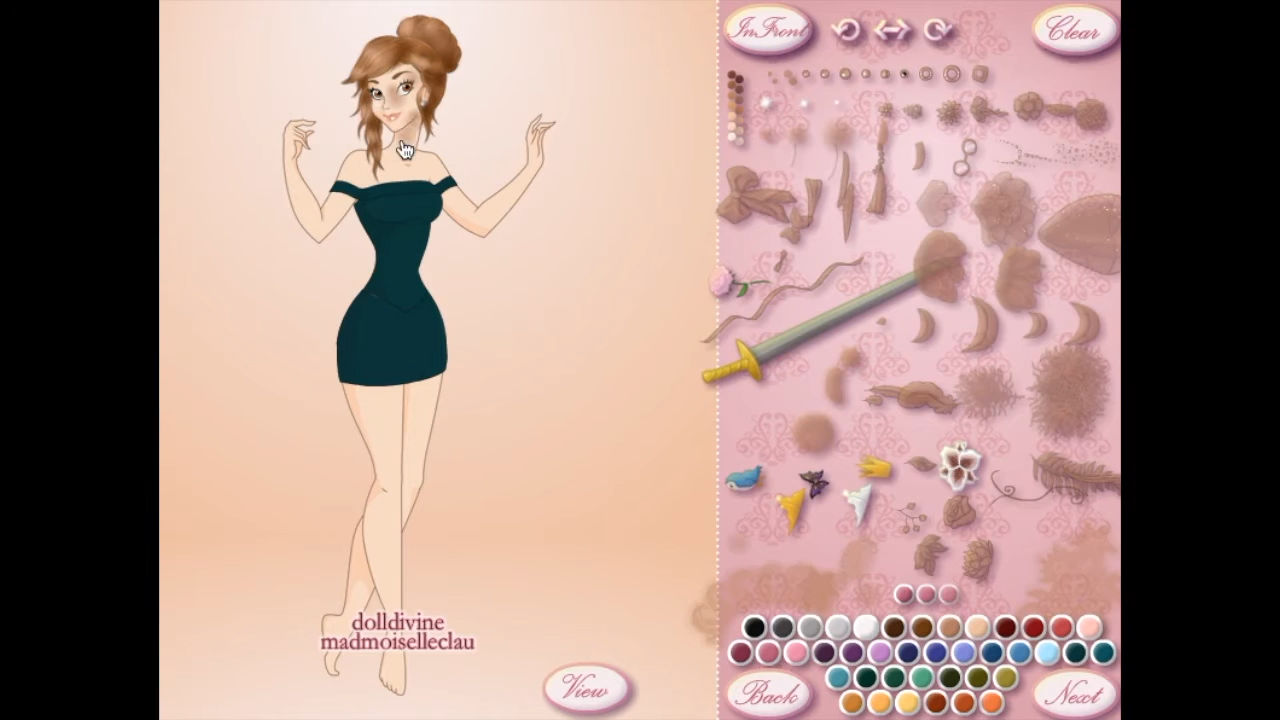 InFront
Clear
dolldivine
madmoiselleclau
View
Back
Next